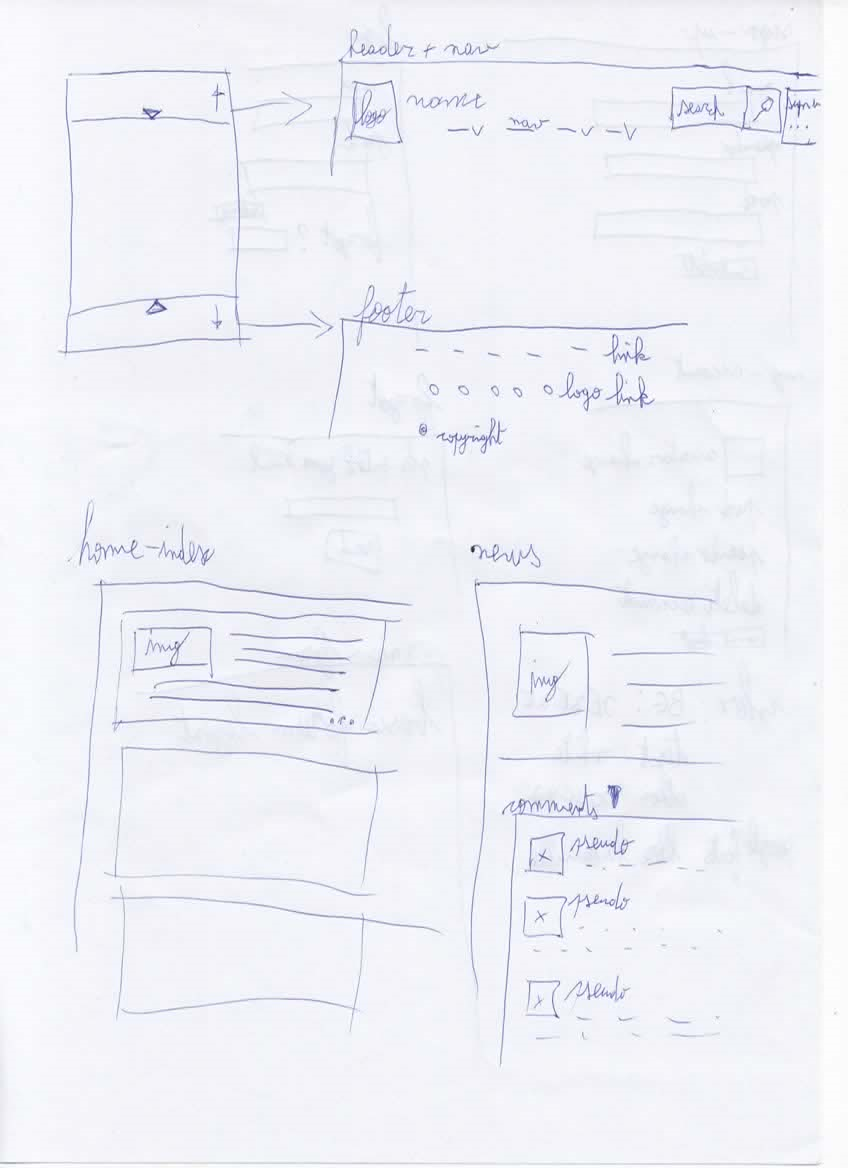 header + nav
logo name
nav
search
footer
link
logo link
© copyright
home-index
news
img
img
comments
x pseudo
x pseudo
x pseudo